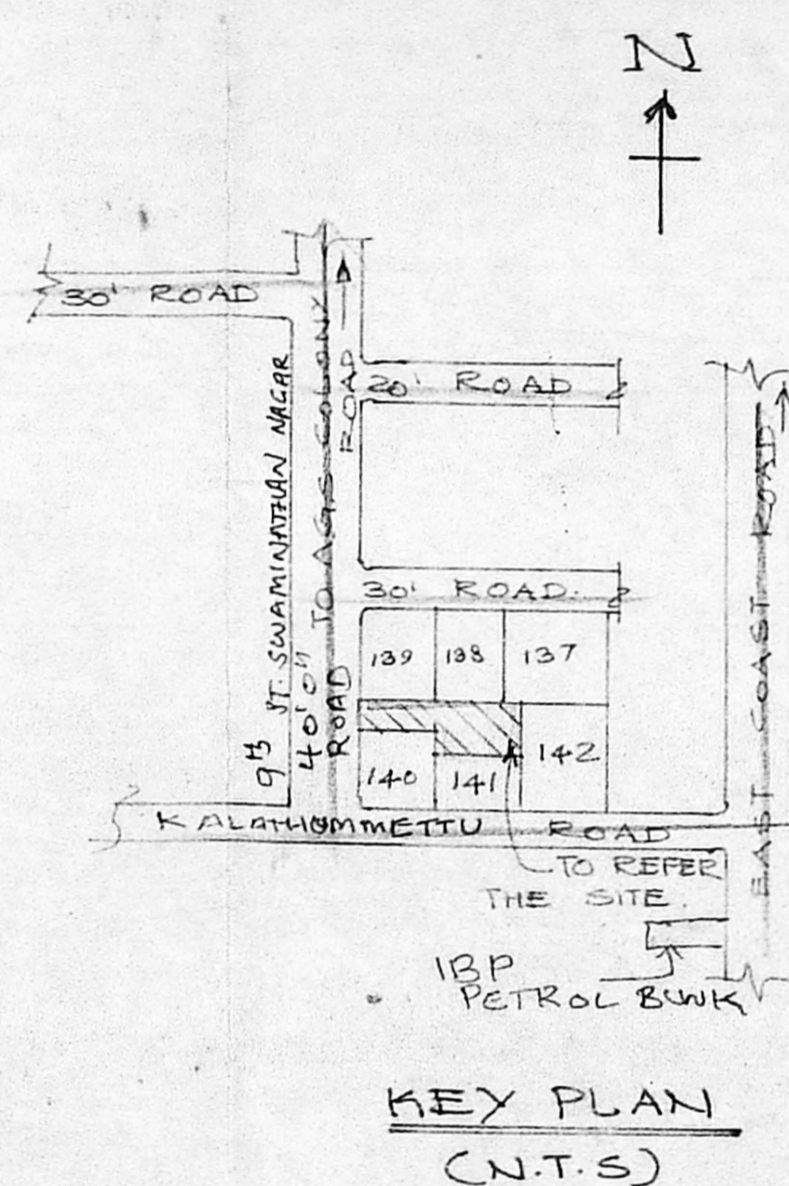 N
30' ROAD
9th ST. SWAMINATHAN NAGAR
40'0" ROAD
TO A.G.S COLONY ROAD
20' ROAD
30' ROAD.
EAST COAST ROAD
139 138 137
140 141 142
KALATHUMMETTU ROAD
TO REFER
THE SITE.
IBP
PETROL BUNK
KEY PLAN
(N.T.S)